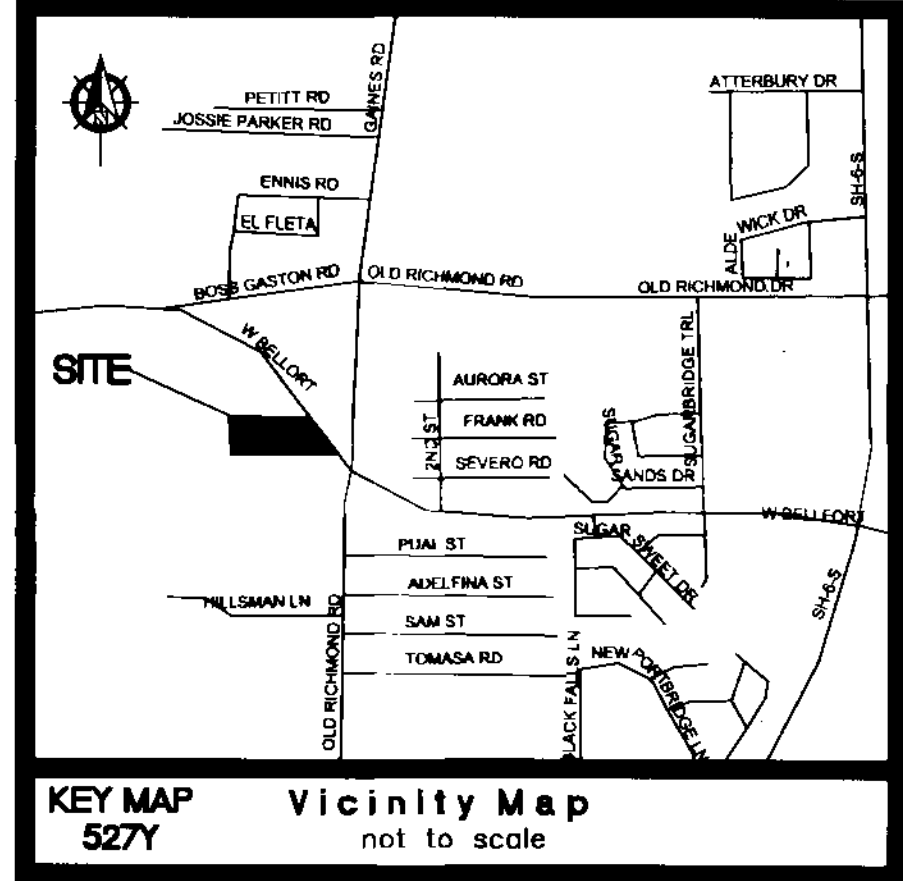 GAINES RD
PETITT RD
JOSSIE PARKER RD
ATTERBURY DR
N
SH-6-S
ENNIS RD
EL FLETA
ALDE WICK DR
BOSS GASTON RD
OLD RICHMOND RD
OLD RICHMOND DR
W BELLORT
SITE
SUGARBRIDGE TRL
AURORA ST
FRANK RD
2ND ST
SEVERO RD
SUGAR
SANDS DR
W BELLFORT
SUGAR SWEET DR
PUAL ST
ADELFINA ST
HILLSMAN LN
SAM ST
SH-6-S
TOMASA RD
OLD RICHMOND RD
BLACK FALLS LN
NEW PORTBRIDGE LN
KEY MAP
527Y
Vicinity Map
not to scale